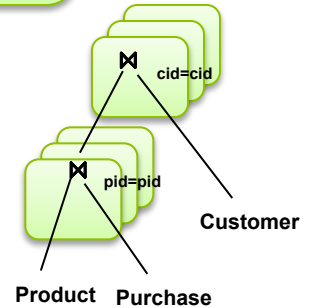 ⋈
cid=cid
⋈
pid=pid
Customer
Product Purchase